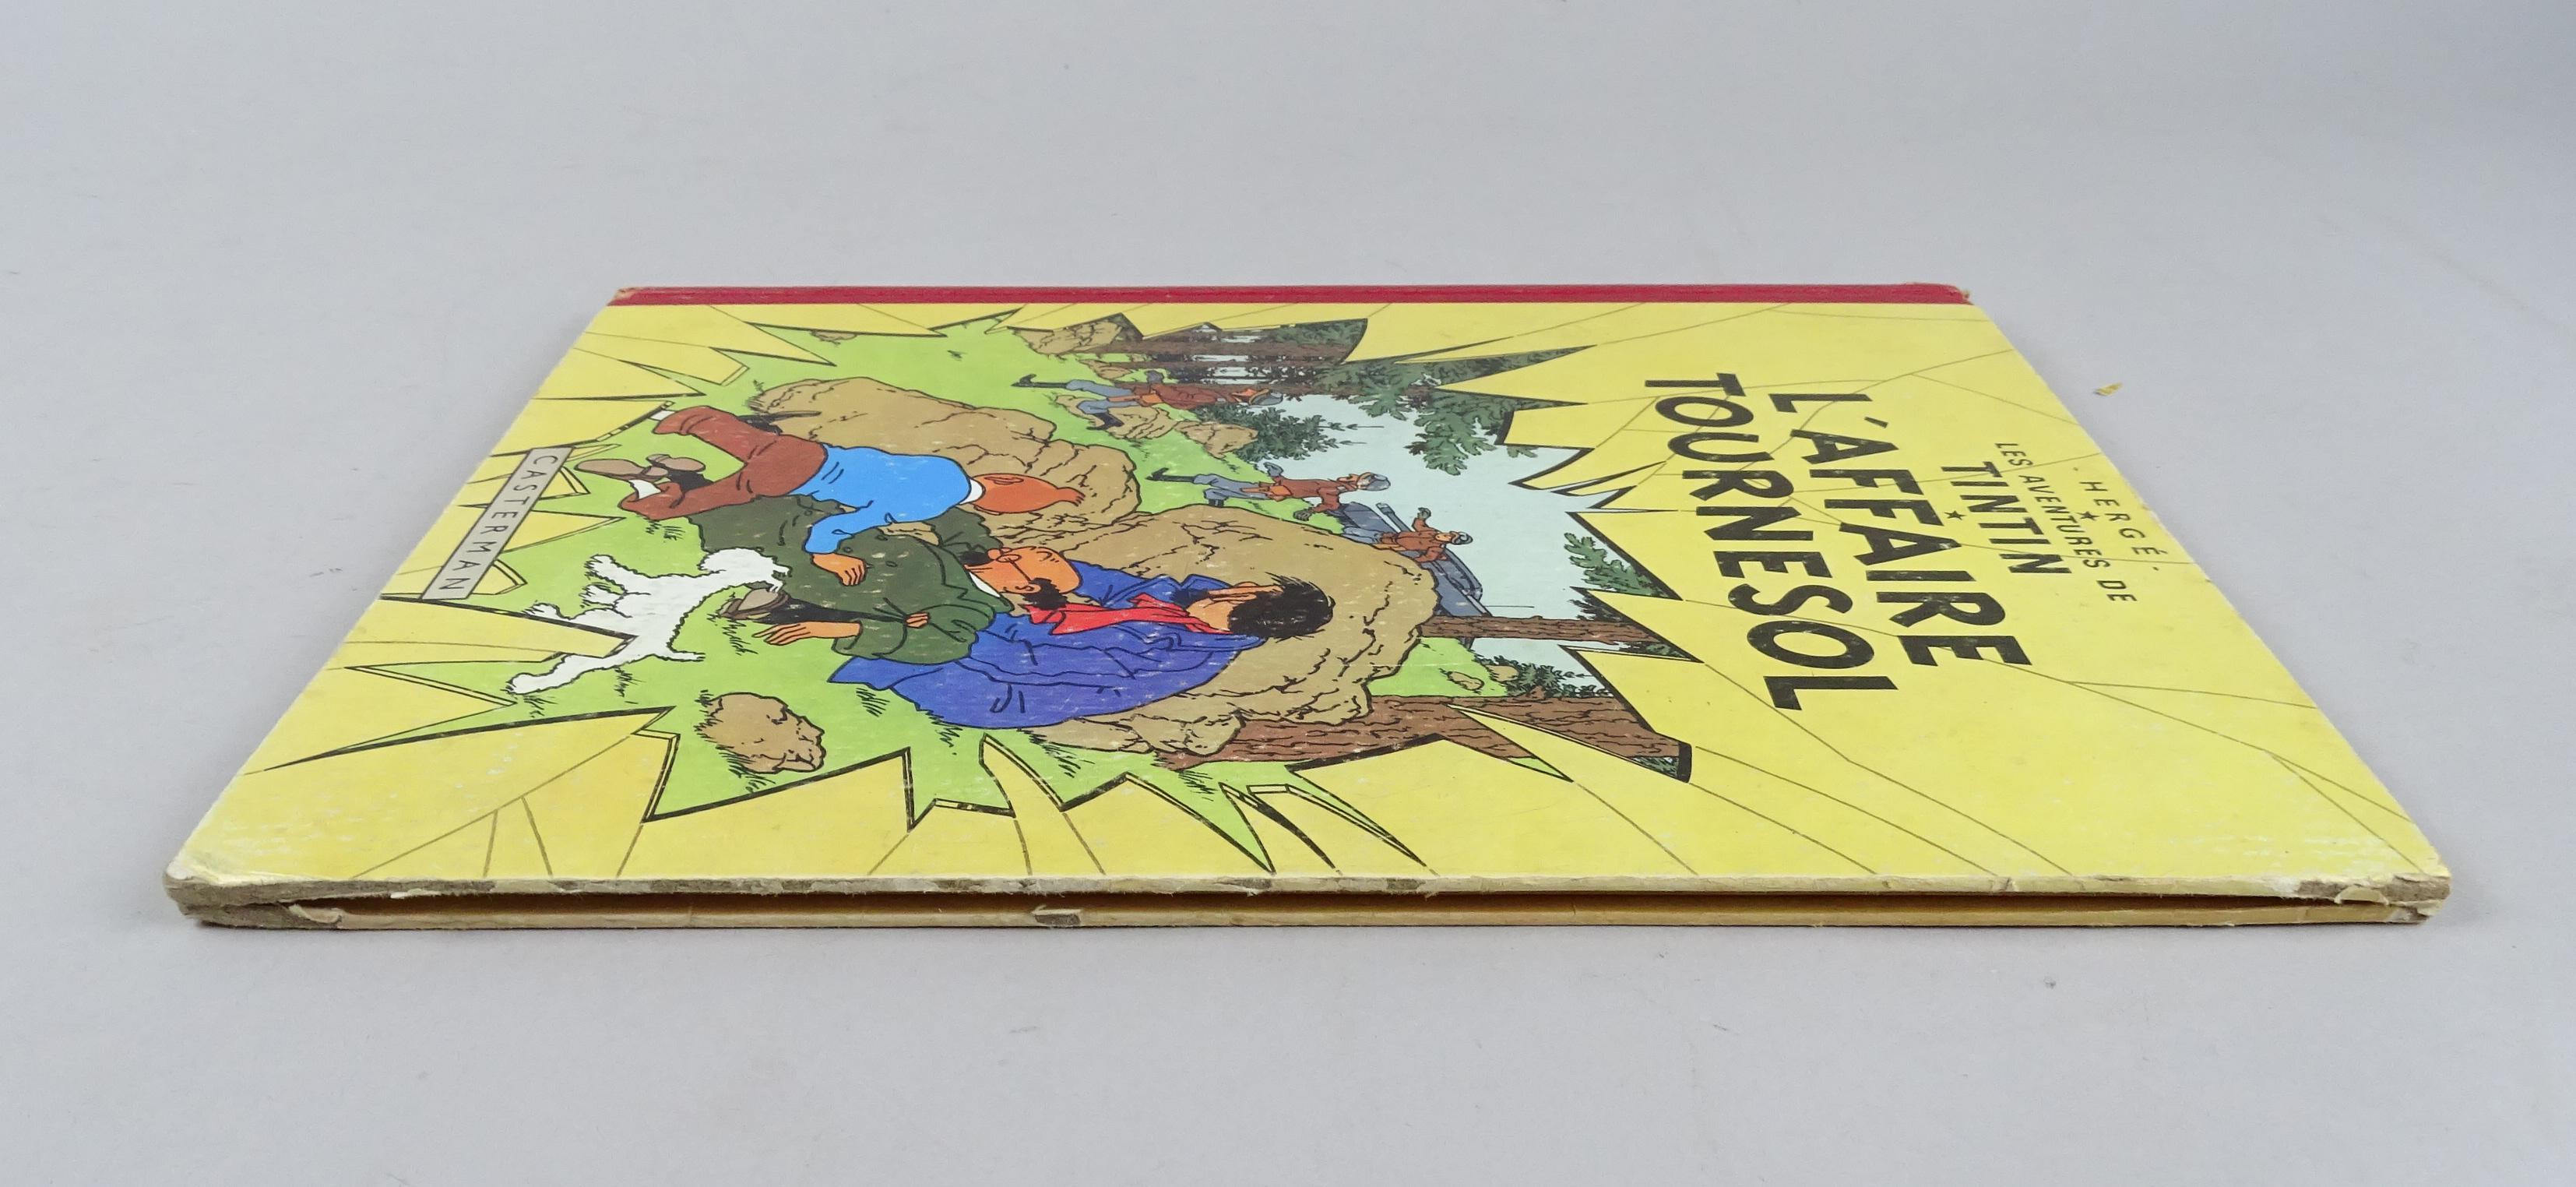 HERGÉ
★
LES AVENTURES DE
TINTIN
★
L'AFFAIRE
TOURNESOL
CASTERMAN